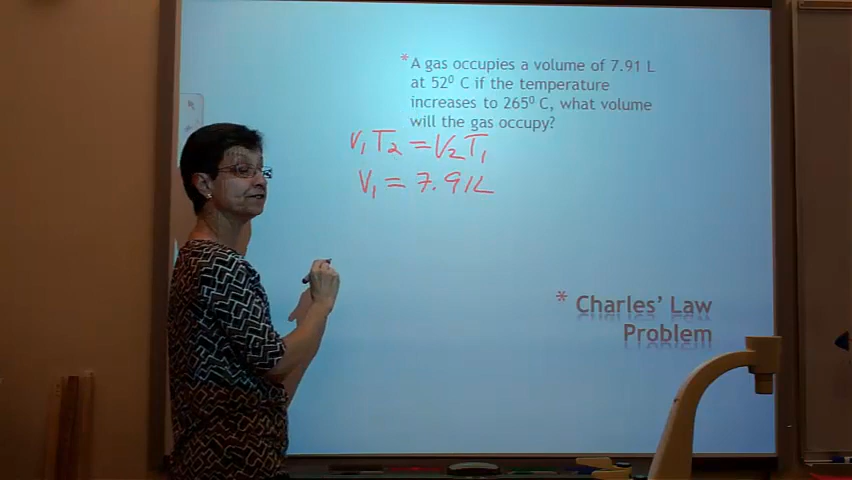 * A gas occupies a volume of 7.91 L
at 52⁰ C if the temperature
increases to 265⁰ C, what volume
will the gas occupy?
V₁T₂ = V₂T₁
V₁ = 7.91L
* Charles’ Law
Problem